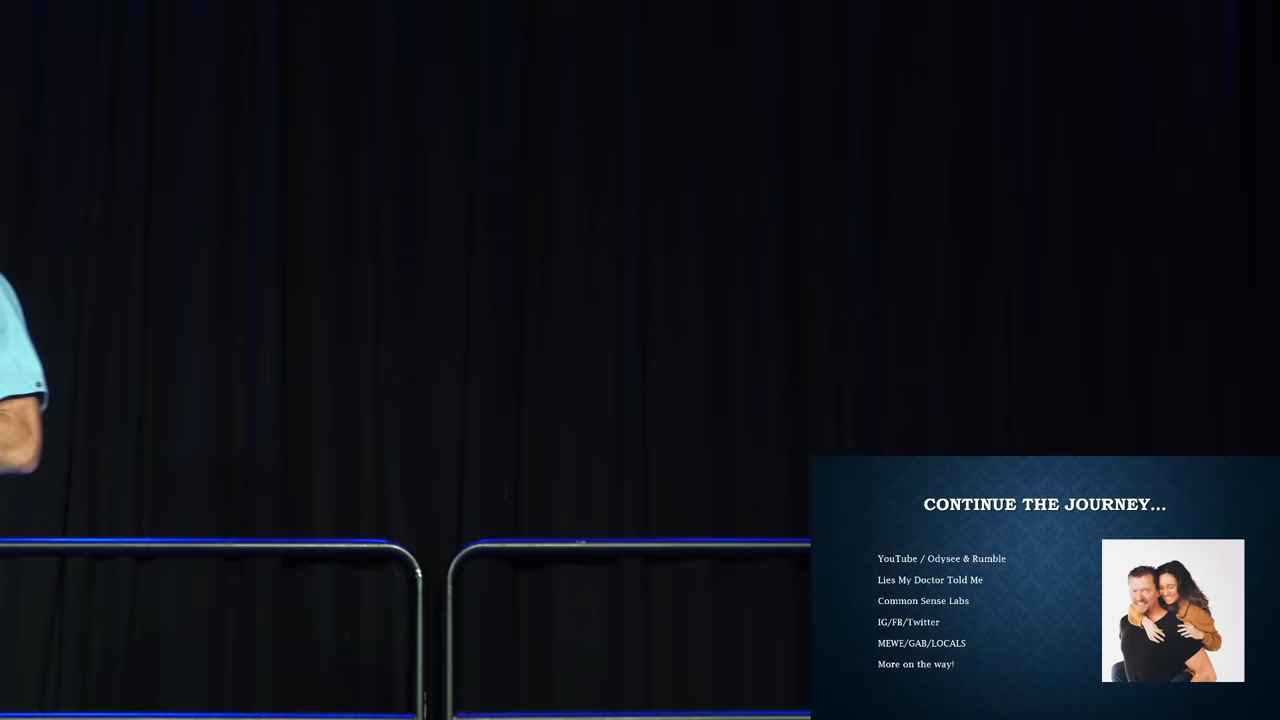 CONTINUE THE JOURNEY...
YouTube / Odysee & Rumble
Lies My Doctor Told Me
Common Sense Labs
IG/FB/Twitter
MEWE/GAB/LOCALS
More on the way!